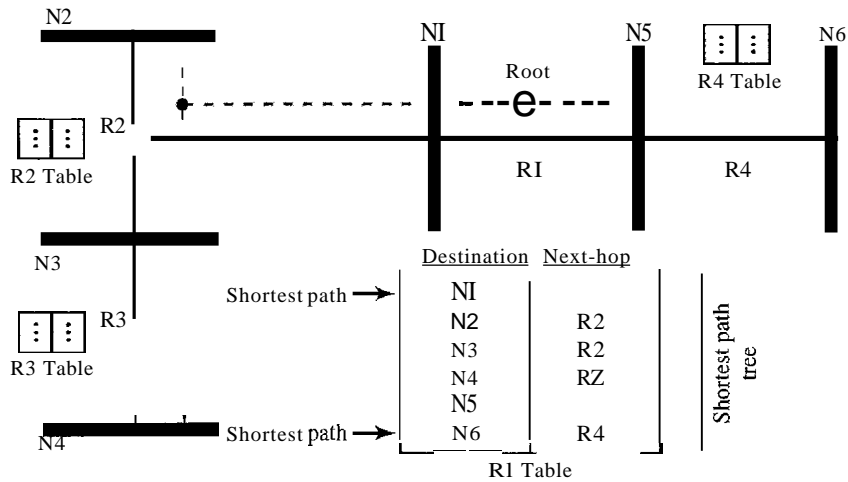 N2
NI
N5
N6
Root
e
R4 Table
R2
R2 Table
RI
R4
N3
Destination Next-hop
Shortest path NI
N2 R2
R3
N3 R2
R3 Table
N4 RZ
N5
Shortest path N6 R4
N4
R1 Table
Shortest path
tree